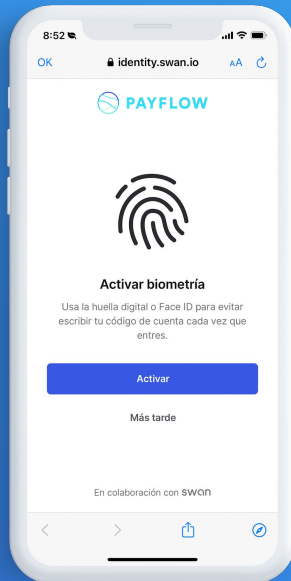 8:52
OK
identity.swan.io
AA
PAYFLOW
Activar biometría
Usa la huella digital o Face ID para evitar
escribir tu código de cuenta cada vez que
entres.
Activar
Más tarde
En colaboración con swan